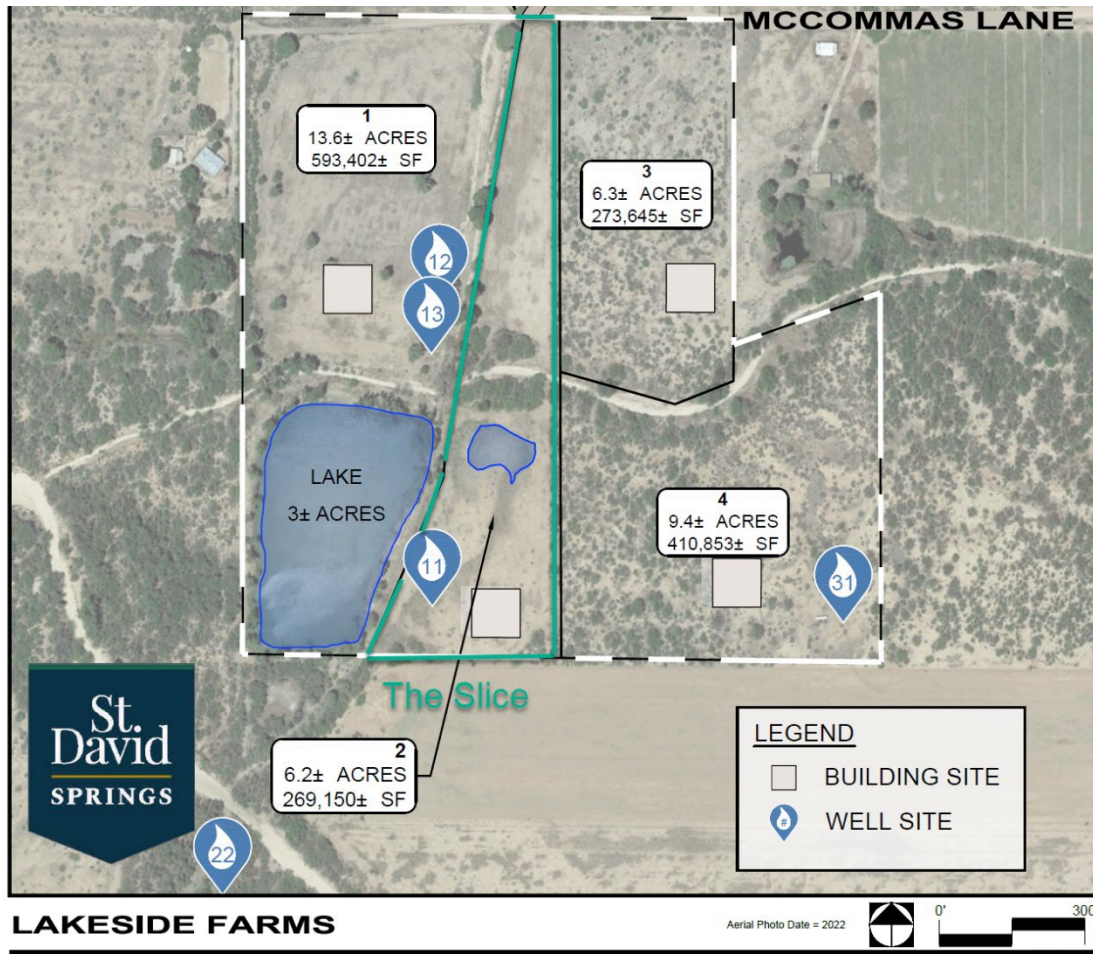 MCCOMMAS LANE
1
13.6± ACRES
593,402± SF
3
6.3± ACRES
273,645± SF
12
13
LAKE
3± ACRES
4
9.4± ACRES
410,853± SF
11
31
The Slice
St.
David
SPRINGS
2
6.2± ACRES
269,150± SF
LEGEND
BUILDING SITE
#
WELL SITE
22
LAKESIDE FARMS
Aerial Photo Date = 2022
0'
300